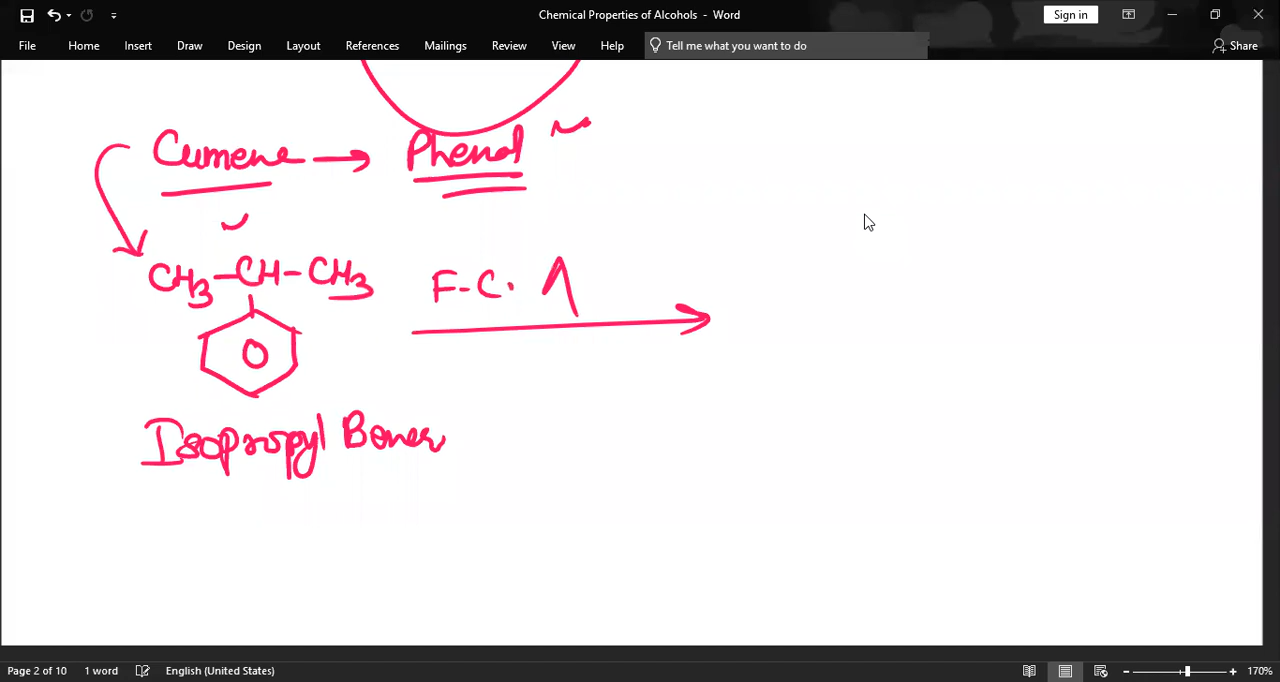 Chemical Properties of Alcohols - Word
Sign in
File Home Insert Draw Design Layout References Mailings Review View Help Tell me what you want to do Share
Cumene → Phenol
CH3-CH-CH3 F-C.
Isopropyl
Page 2 of 10 1 word English (United States) 170%